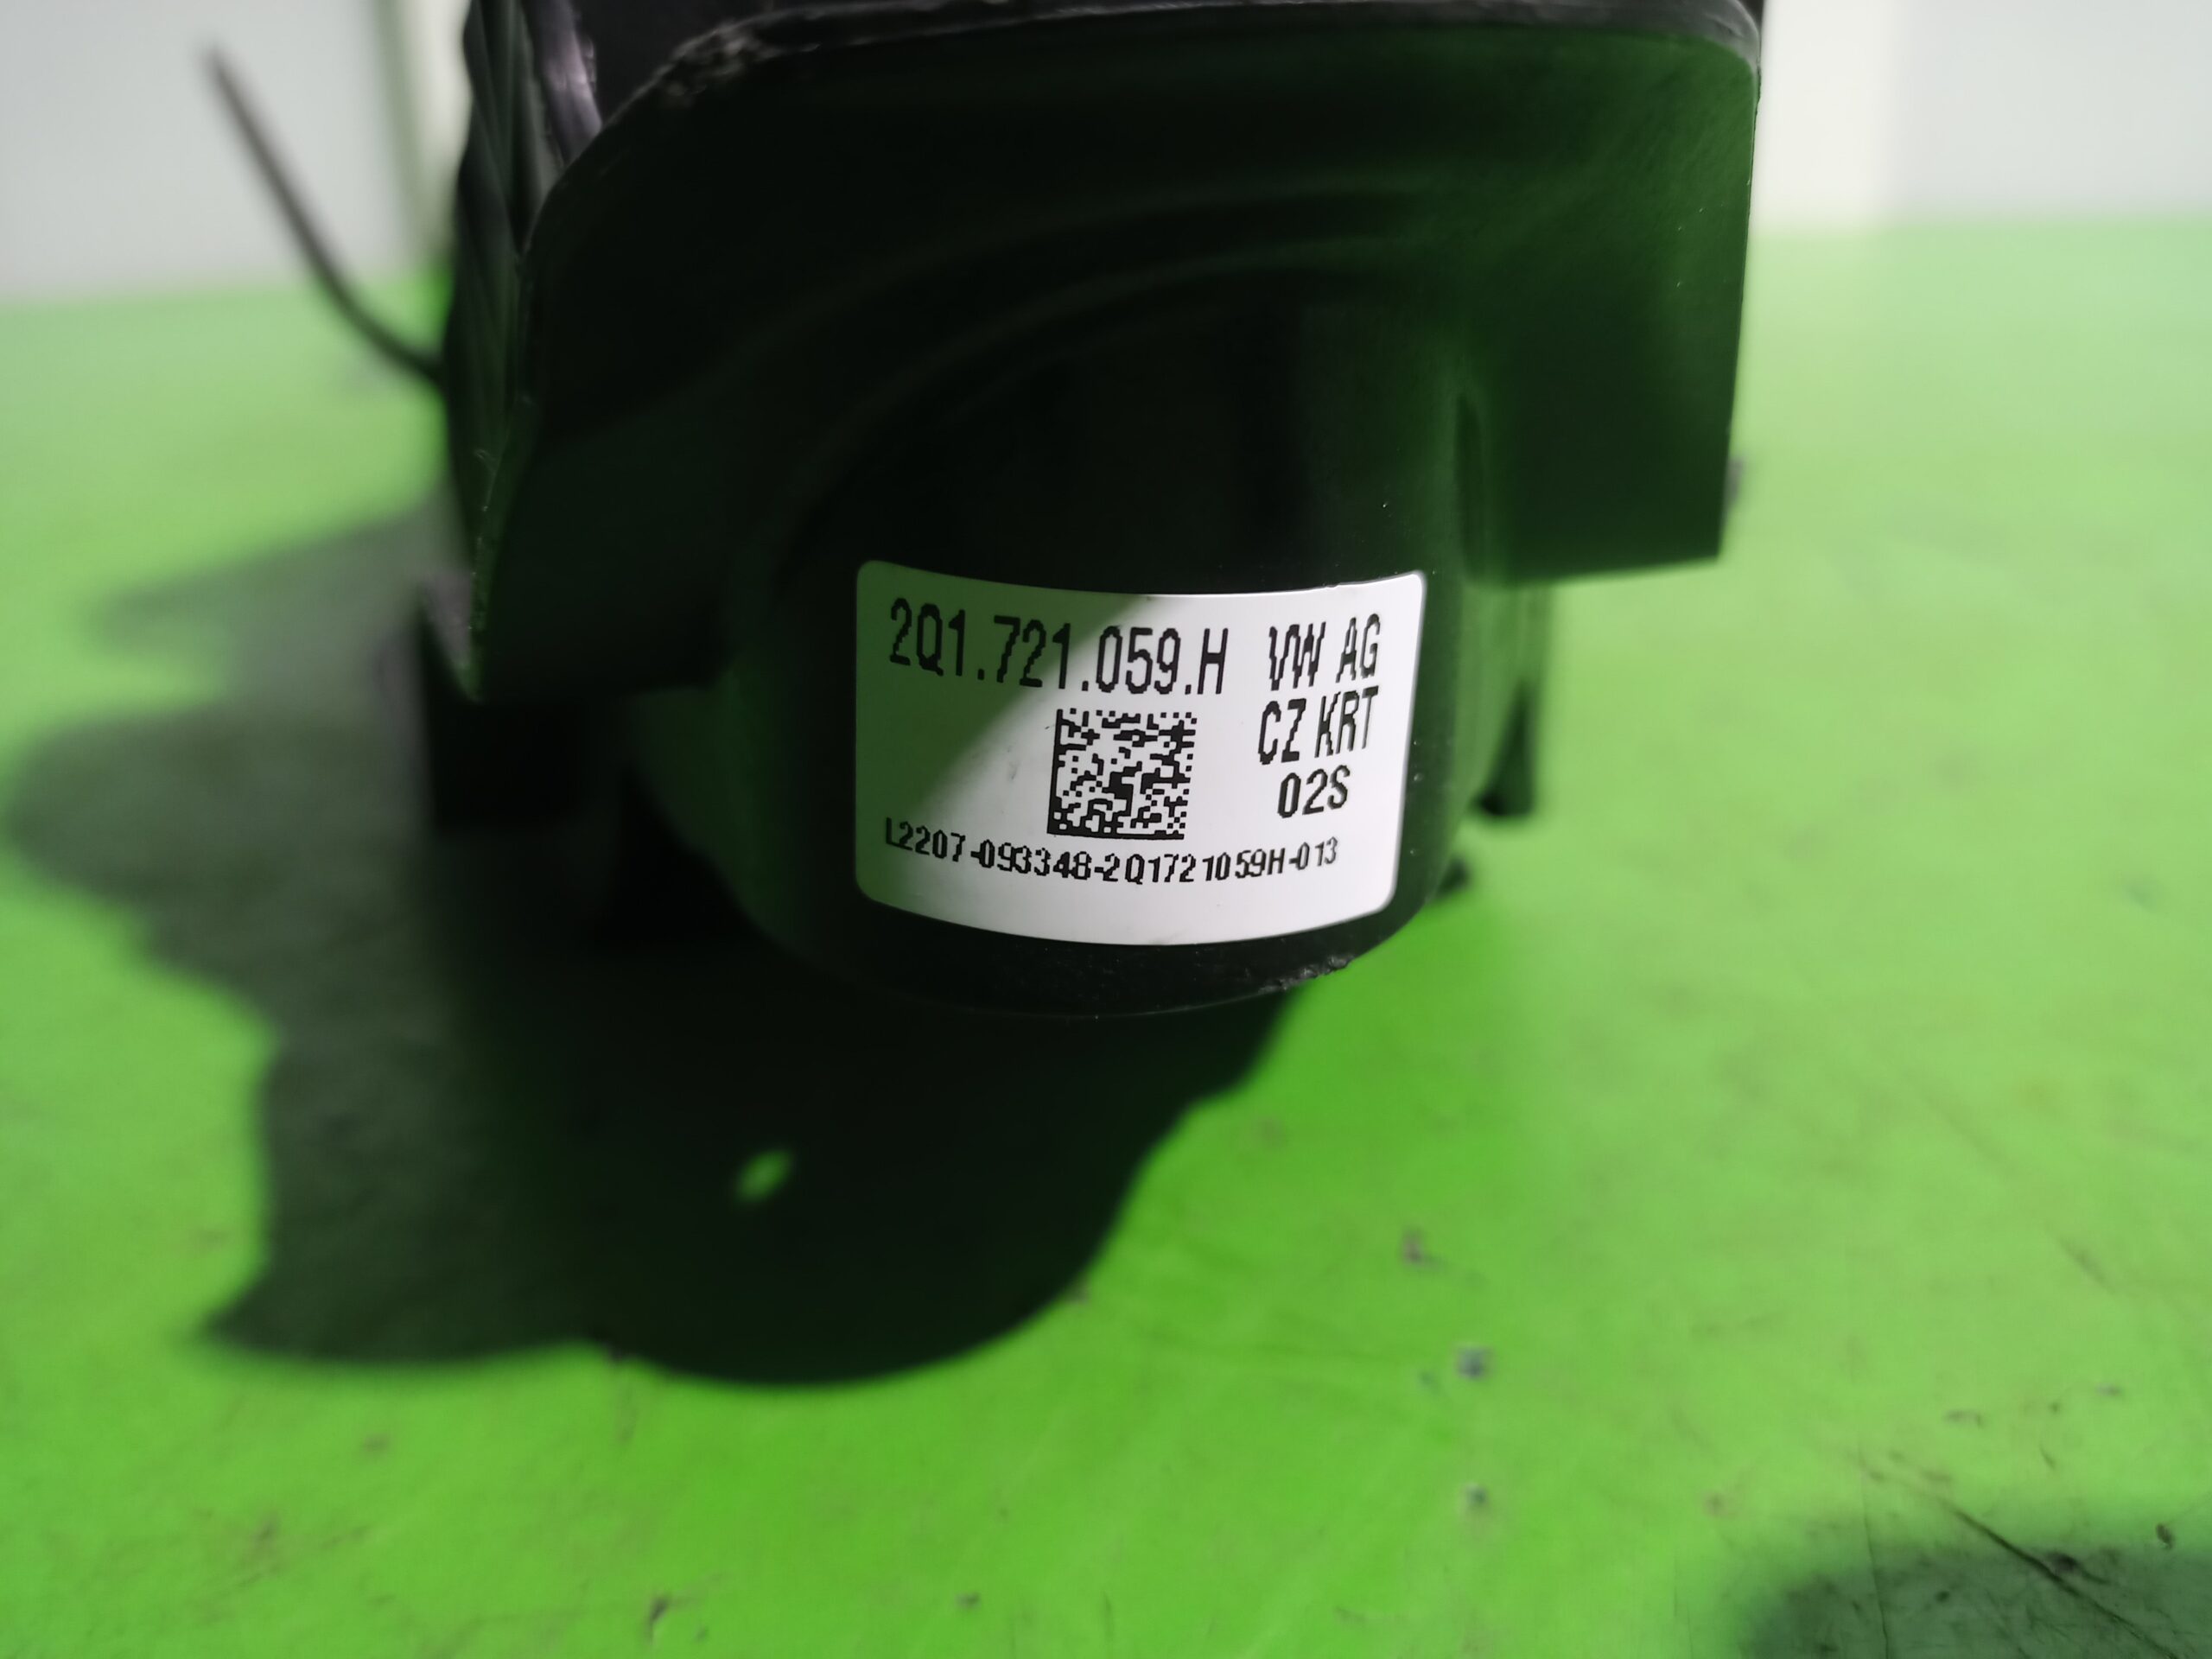 2Q1.721.059.H VW AG
CZ KRT
02S
L2207-093348-2Q1721059H-013